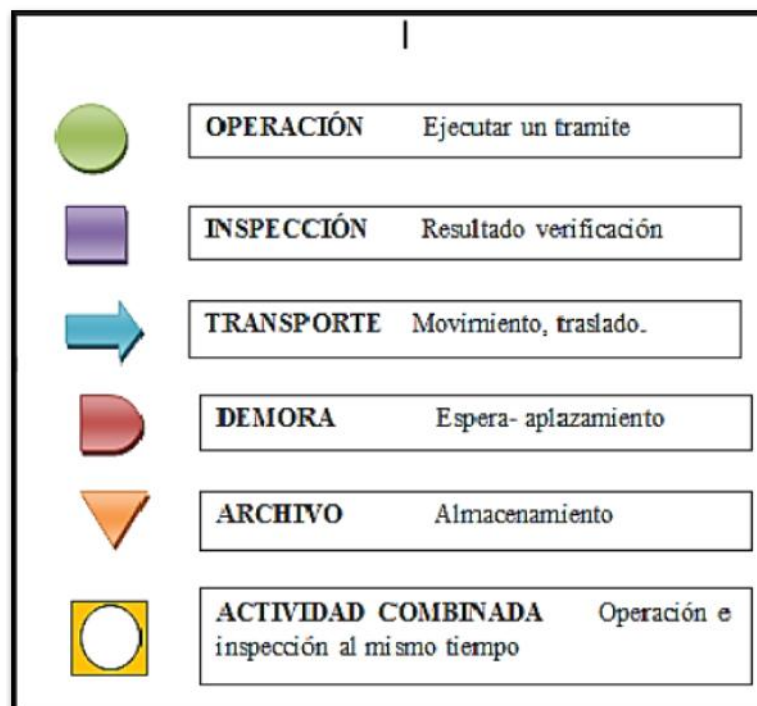 OPERACIÓN Ejecutar un tramite
INSPECCIÓN Resultado verificación
TRANSPORTE Movimiento, traslado.
DEMORA Espera- aplazamiento
ARCHIVO Almacenamiento
ACTIVIDAD COMBINADA Operación e
inspección al mismo tiempo